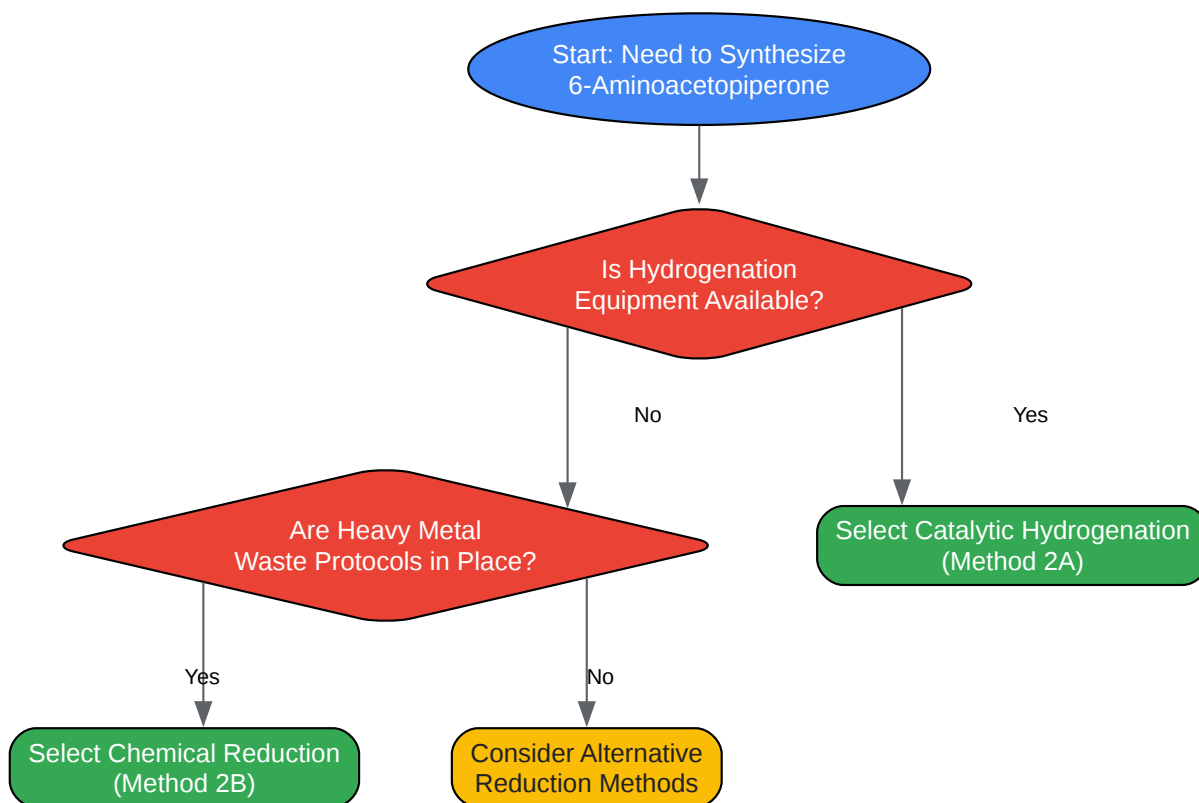 Start: Need to Synthesize
6-Aminoacetopiperone
Is Hydrogenation
Equipment Available?
No
Yes
Are Heavy Metal
Waste Protocols in Place?
Select Catalytic Hydrogenation
(Method 2A)
Yes
No
Select Chemical Reduction
(Method 2B)
Consider Alternative
Reduction Methods